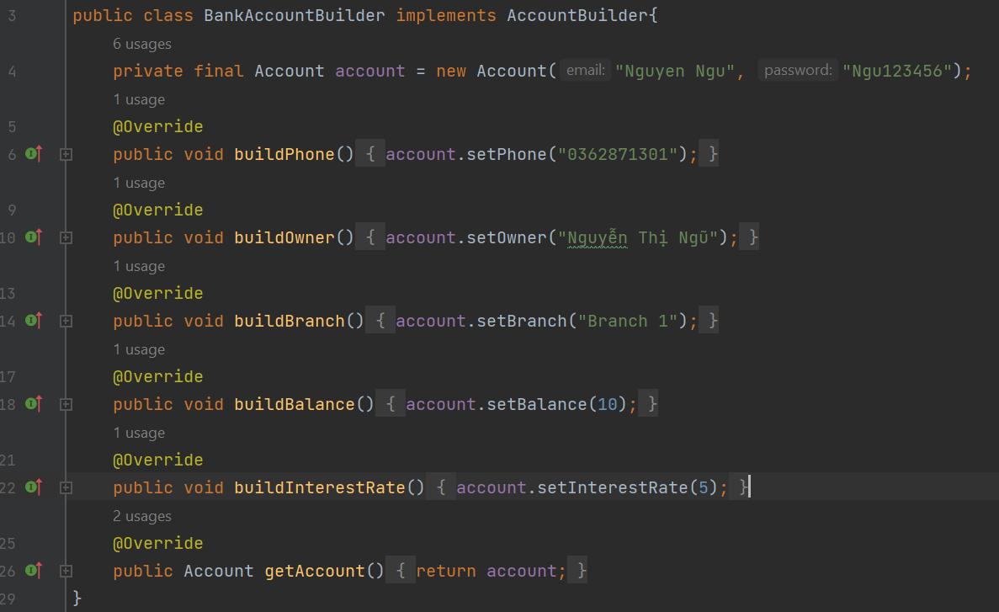 3 public class BankAccountBuilder implements AccountBuilder{
6 usages
4 private final Account account = new Account( email: "Nguyen Ngu", password: "Ngu123456");
1 usage
5 @Override
6 public void buildPhone() { account.setPhone("0362871301"); }
1 usage
9 @Override
10 public void buildOwner() { account.setOwner("Nguyễn Thị Ngũ"); }
1 usage
13 @Override
14 public void buildBranch() { account.setBranch("Branch 1"); }
1 usage
17 @Override
18 public void buildBalance() { account.setBalance(10); }
1 usage
21 @Override
22 public void buildInterestRate() { account.setInterestRate(5); }
2 usages
25 @Override
26 public Account getAccount() { return account; }
29 }